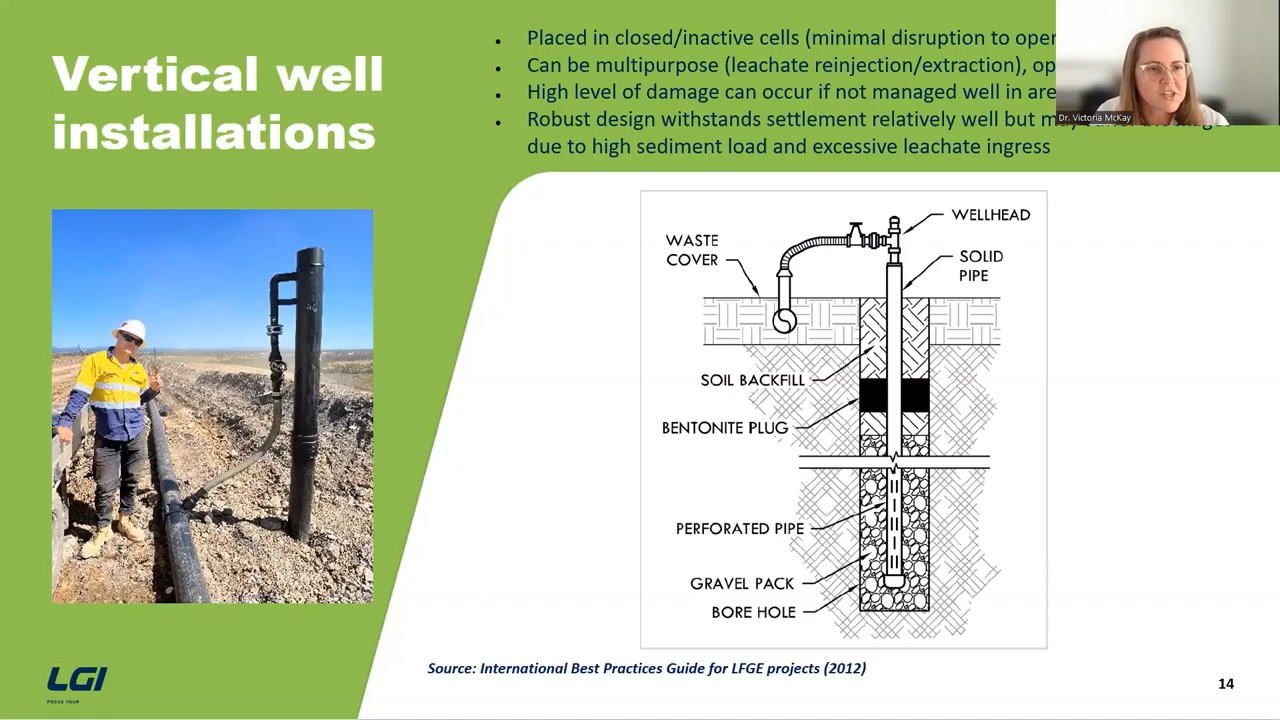 Vertical well
installations
• Placed in closed/inactive cells (minimal disruption to
• Can be multipurpose (leachate reinjection/extraction),
• High level of damage can occur if not managed well in
• Robust design withstands settlement relatively well but
due to high sediment load and excessive leachate ingress
Dr. Victoria McKay
WELLHEAD
WASTE
COVER
SOLID
PIPE
SOIL BACKFILL
BENTONITE PLUG
PERFORATED PIPE
GRAVEL PACK
BORE HOLE
Source: International Best Practices Guide for LFGE projects (2012)
LGI
FOCUS YOUR
14